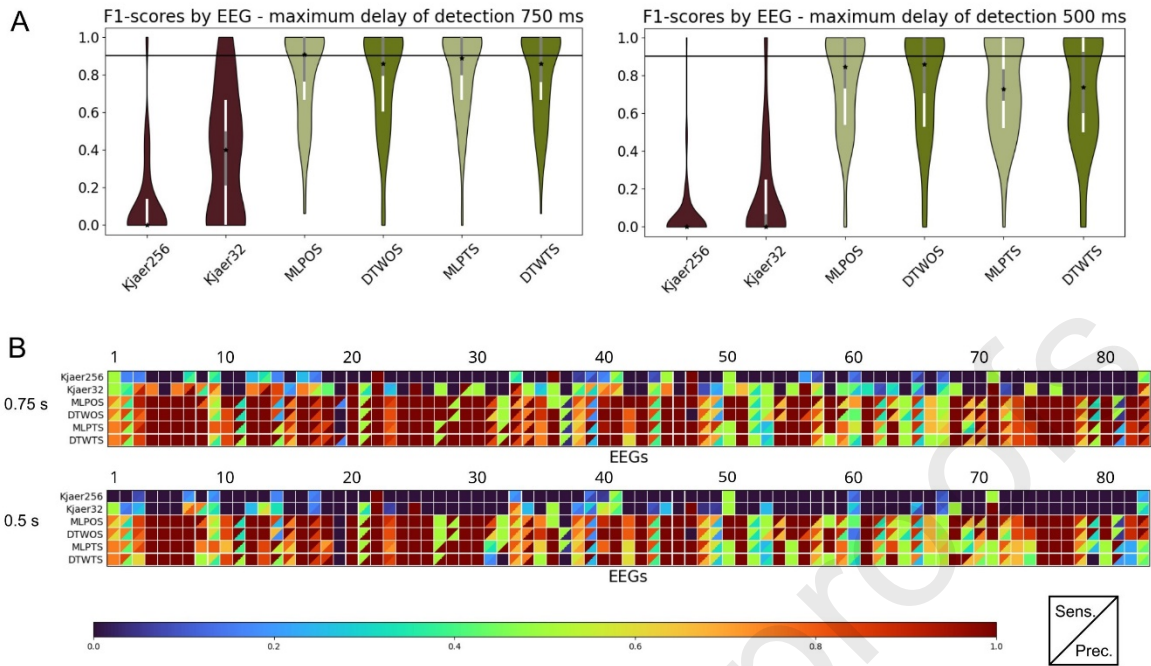 A
F1-scores by EEG - maximum delay of detection 750 ms
1.0
0.8
0.6
0.4
0.2
0.0
Kjaer256
Kjaer32
MLPOS
DTWOS
MLPTS
DTWTS
F1-scores by EEG - maximum delay of detection 500 ms
1.0
0.8
0.6
0.4
0.2
0.0
Kjaer256
Kjaer32
MLPOS
DTWOS
MLPTS
DTWTS
B
1 10 20 30 40 50 60 70 80
0.75 s
Kjaer256
Kjaer32
MLPOS
DTWOS
MLPTS
DTWTS
EEGs
1 10 20 30 40 50 60 70 80
0.5 s
Kjaer256
Kjaer32
MLPOS
DTWOS
MLPTS
DTWTS
EEGs
0.0 0.2 0.4 0.6 0.8 1.0
Sens.
Prec.